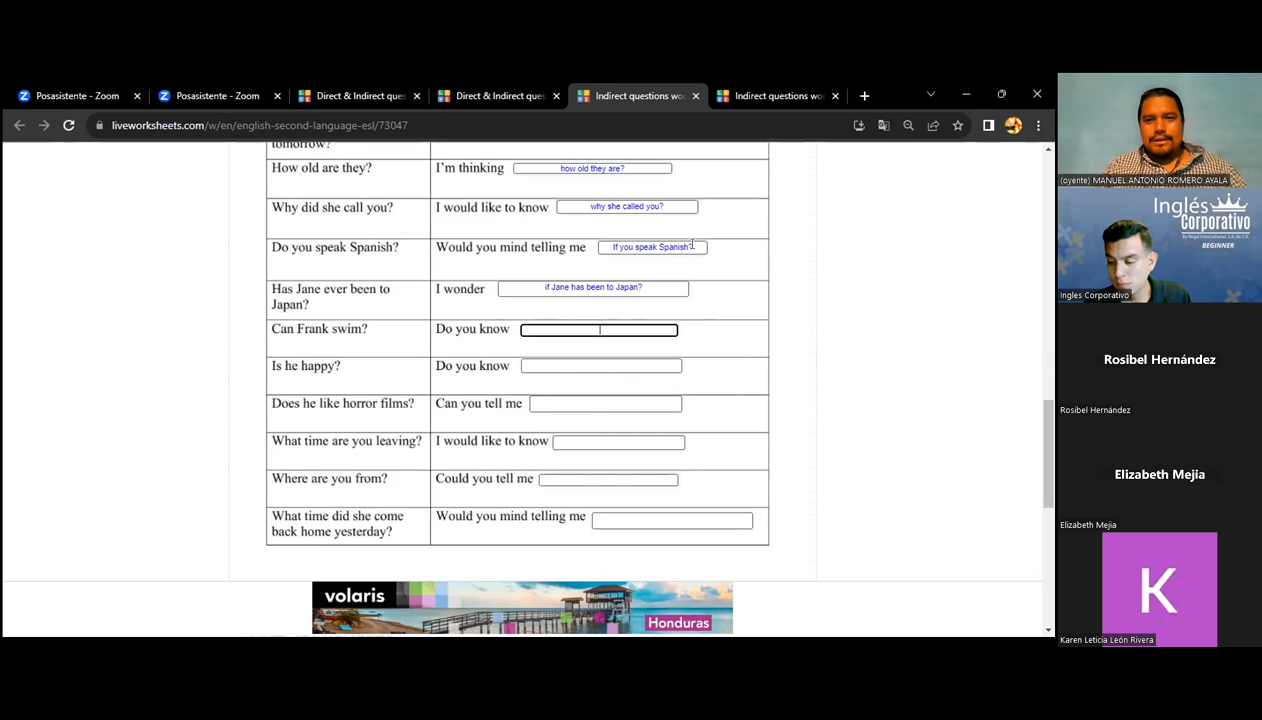 Posasistente - Zoom
Posasistente - Zoom
Direct & Indirect quest
Direct & Indirect quest
Indirect questions wo
Indirect questions wo
liveworksheets.com/w/en/english-second-language-esl/73047
tomorrow?
How old are they?
I'm thinking
how old they are?
Why did she call you?
I would like to know
why she called you?
Do you speak Spanish?
Would you mind telling me
If you speak Spanish?
Has Jane ever been to
Japan?
I wonder
if Jane has been to Japan?
Can Frank swim?
Do you know
Is he happy?
Do you know
Does he like horror films?
Can you tell me
What time are you leaving?
I would like to know
Where are you from?
Could you tell me
What time did she come
back home yesterday?
Would you mind telling me
volaris
Honduras
(oyente) MANUEL ANTONIO ROMERO AYALA
Inglés
Corporativo
By Regal International, S.A. de C.V.
BEGINNER
Ingles Corporativo
Rosibel Hernández
Rosibel Hernández
Elizabeth Mejia
Elizabeth Mejia
K
Karen Leticia León Rivera